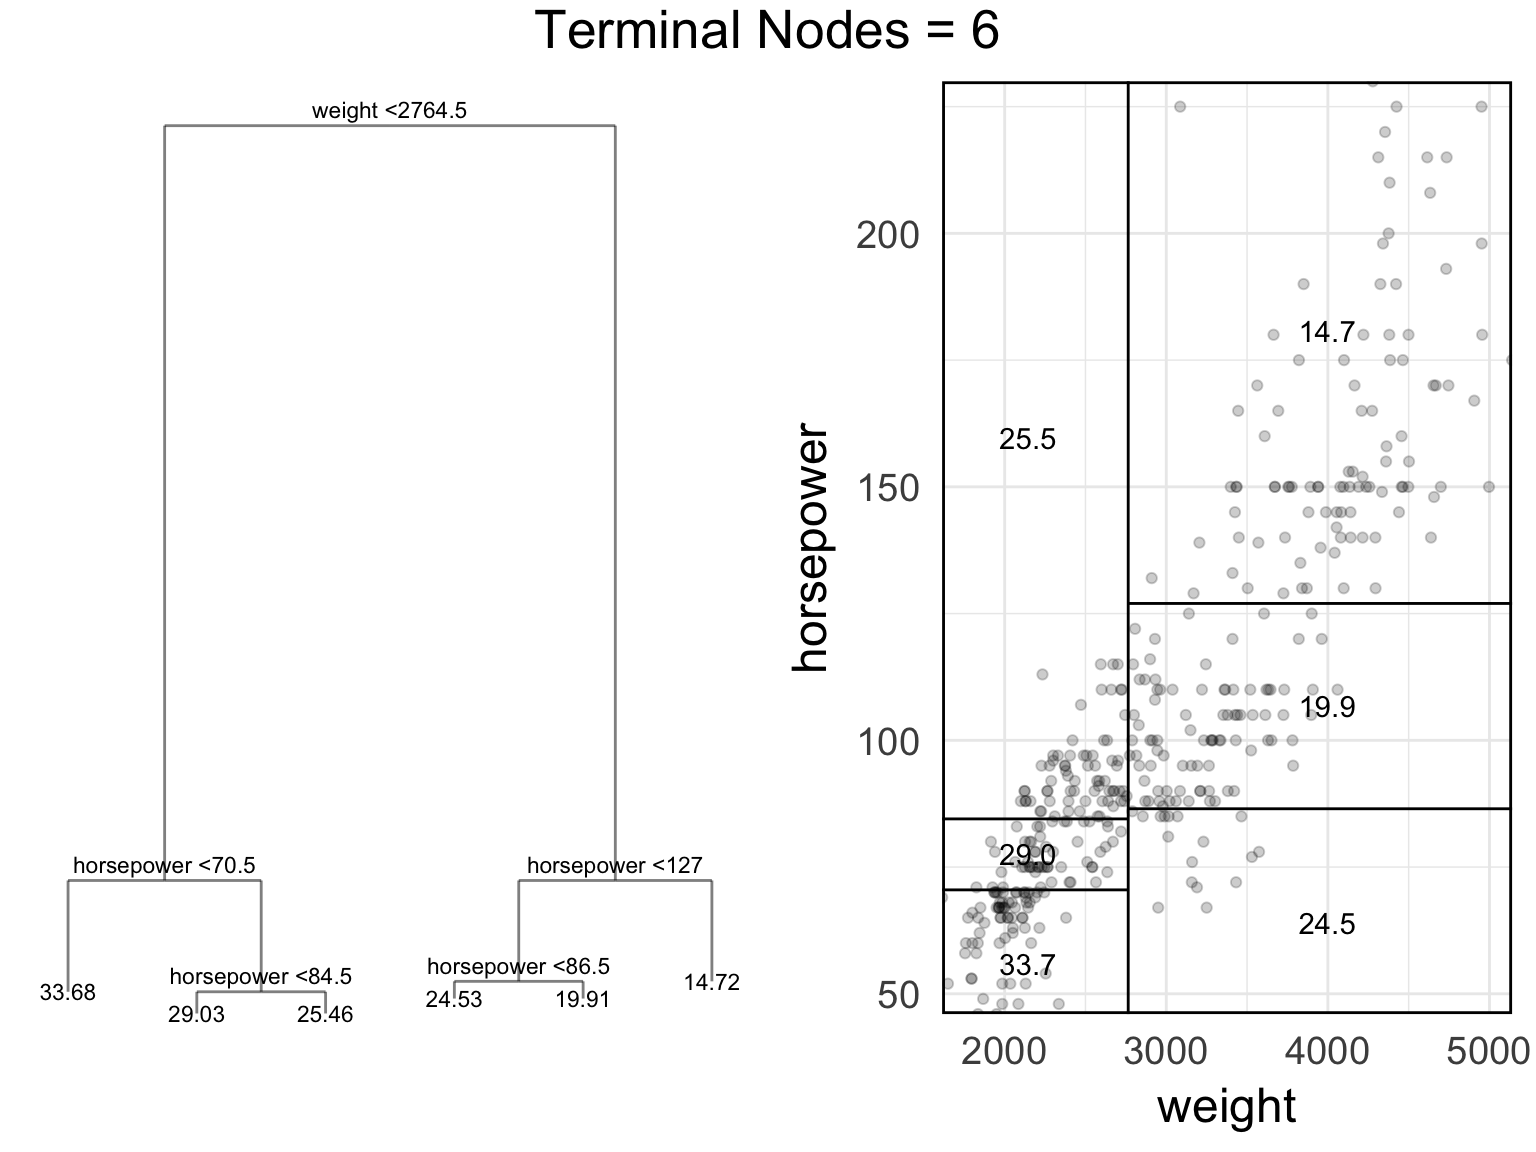 Terminal Nodes = 6
weight <2764.5
horsepower <70.5
horsepower <127
33.68
horsepower <84.5
29.03
25.46
horsepower <86.5
24.53
19.91
14.72
horsepower
200
150
100
50
14.7
25.5
19.9
29.0
24.5
33.7
2000 3000 4000 5000
weight